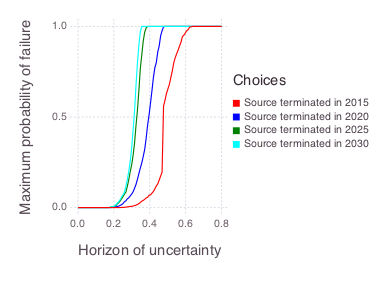 Maximum probability of failure
1.0
0.5
0.0
0.0 0.2 0.4 0.6 0.8
Horizon of uncertainty
Choices
Source terminated in 2015
Source terminated in 2020
Source terminated in 2025
Source terminated in 2030